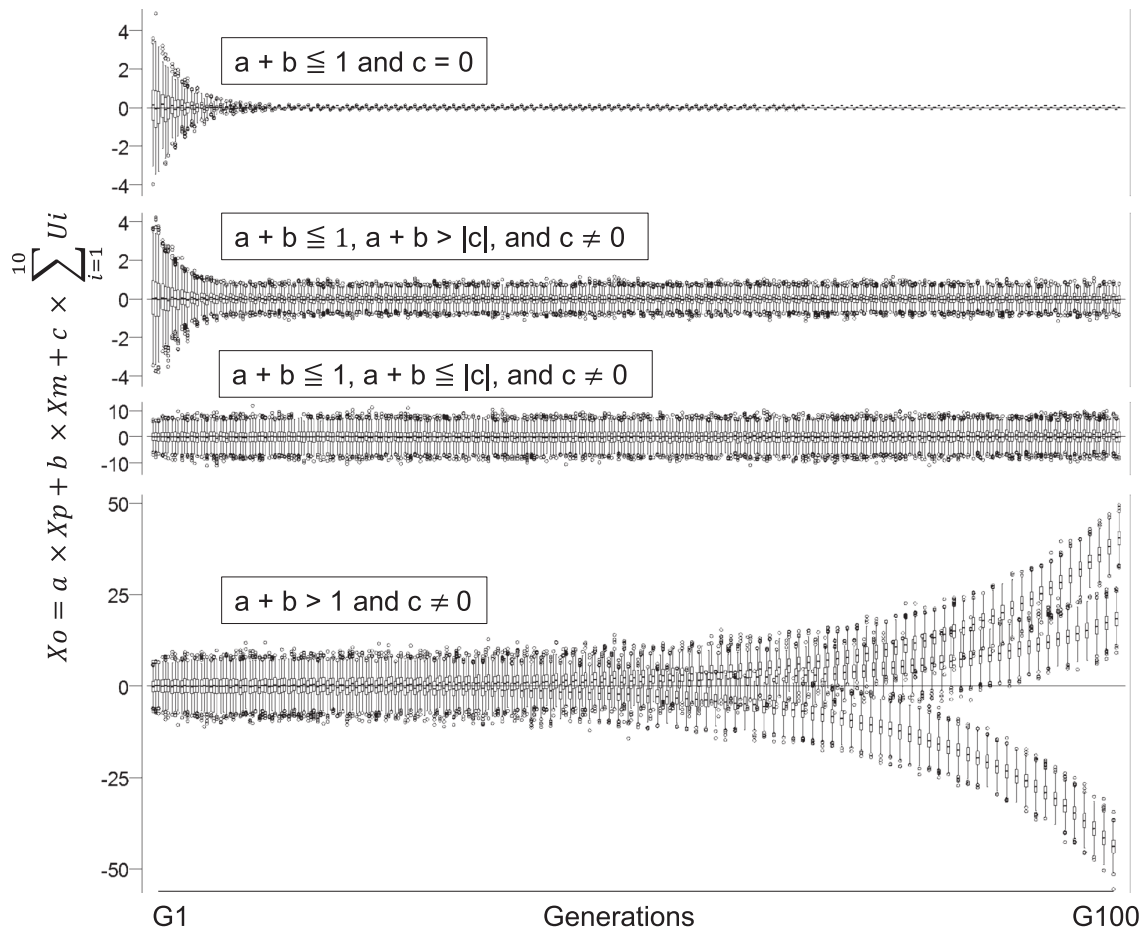 Xo = a × Xp + b × Xm + c × ∑ Ui
10
i=1
4
2
0
-2
-4
a + b ≦ 1 and c = 0
4
2
0
-2
-4
a + b ≦ 1, a + b > |c|, and c ≠ 0
a + b ≦ 1, a + b ≦ |c|, and c ≠ 0
10
0
-10
50
25
0
-25
-50
a + b > 1 and c ≠ 0
G1 Generations G100